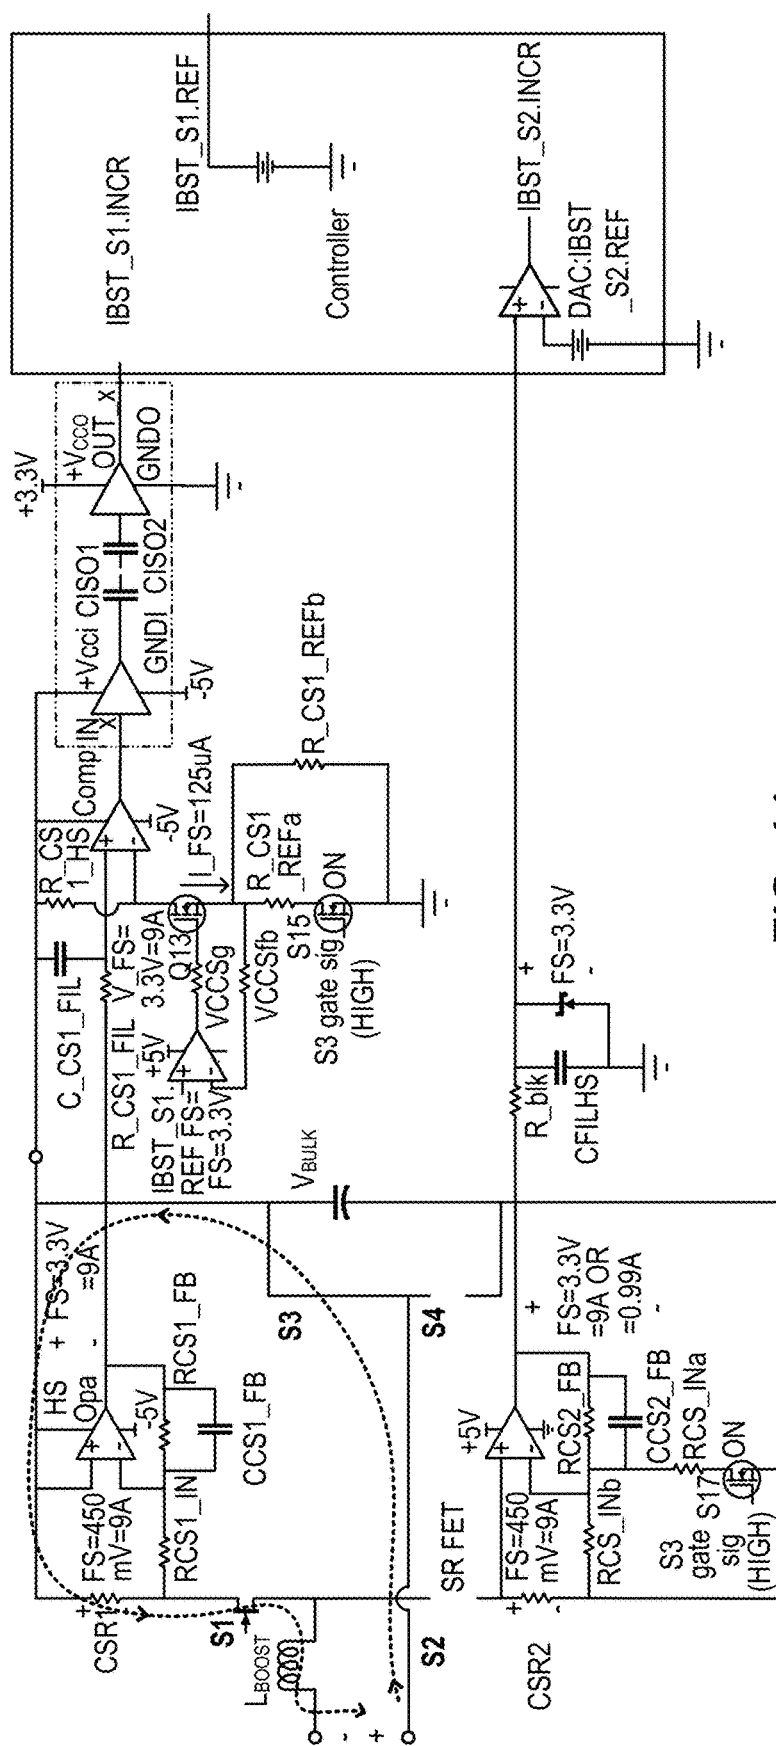 HS + FS=3.3V
- =9A
Opa
+
-
-5V
RCS1_FB
CCS1_FB
RCS1_IN
+ FS=450
mV=9A
CSR1
S1
LBOOST
-
+
S2
S3
S4
VBULK
SR FET
C_CS1_FIL
R_CS1_FIL
R_CS
1_HS
V_FS=
3.3V=9A
Q13
VCCSg
VCCSfb
+5V
+
-
IBST_S1.
REF FS=
FS=3.3V
Comp
+
-
-5V
I_FS=125uA
R_CS1
_REFa
R_CS1_REFb
S15
ON
S3 gate sig
(HIGH)
IN
x
+VCCI
CISO1
GNDI
CISO2
-5V
+3.3V
+VCCO
OUT_x
GNDO
IBST_S1.INCR
IBST_S1.REF
Controller
IBST_S2.INCR
+
-
DAC:IBST
_S2.REF
R_blk
CFILHS
+
FS=3.3V
-
+
FS=3.3V
=9A OR
=0.99A
-
+5V
+
-
RCS2_FB
CCS2_FB
RCS_INa
RCS_INb
S17
ON
S3
gate
sig
(HIGH)
+ FS=450
- mV=9A
CSR2